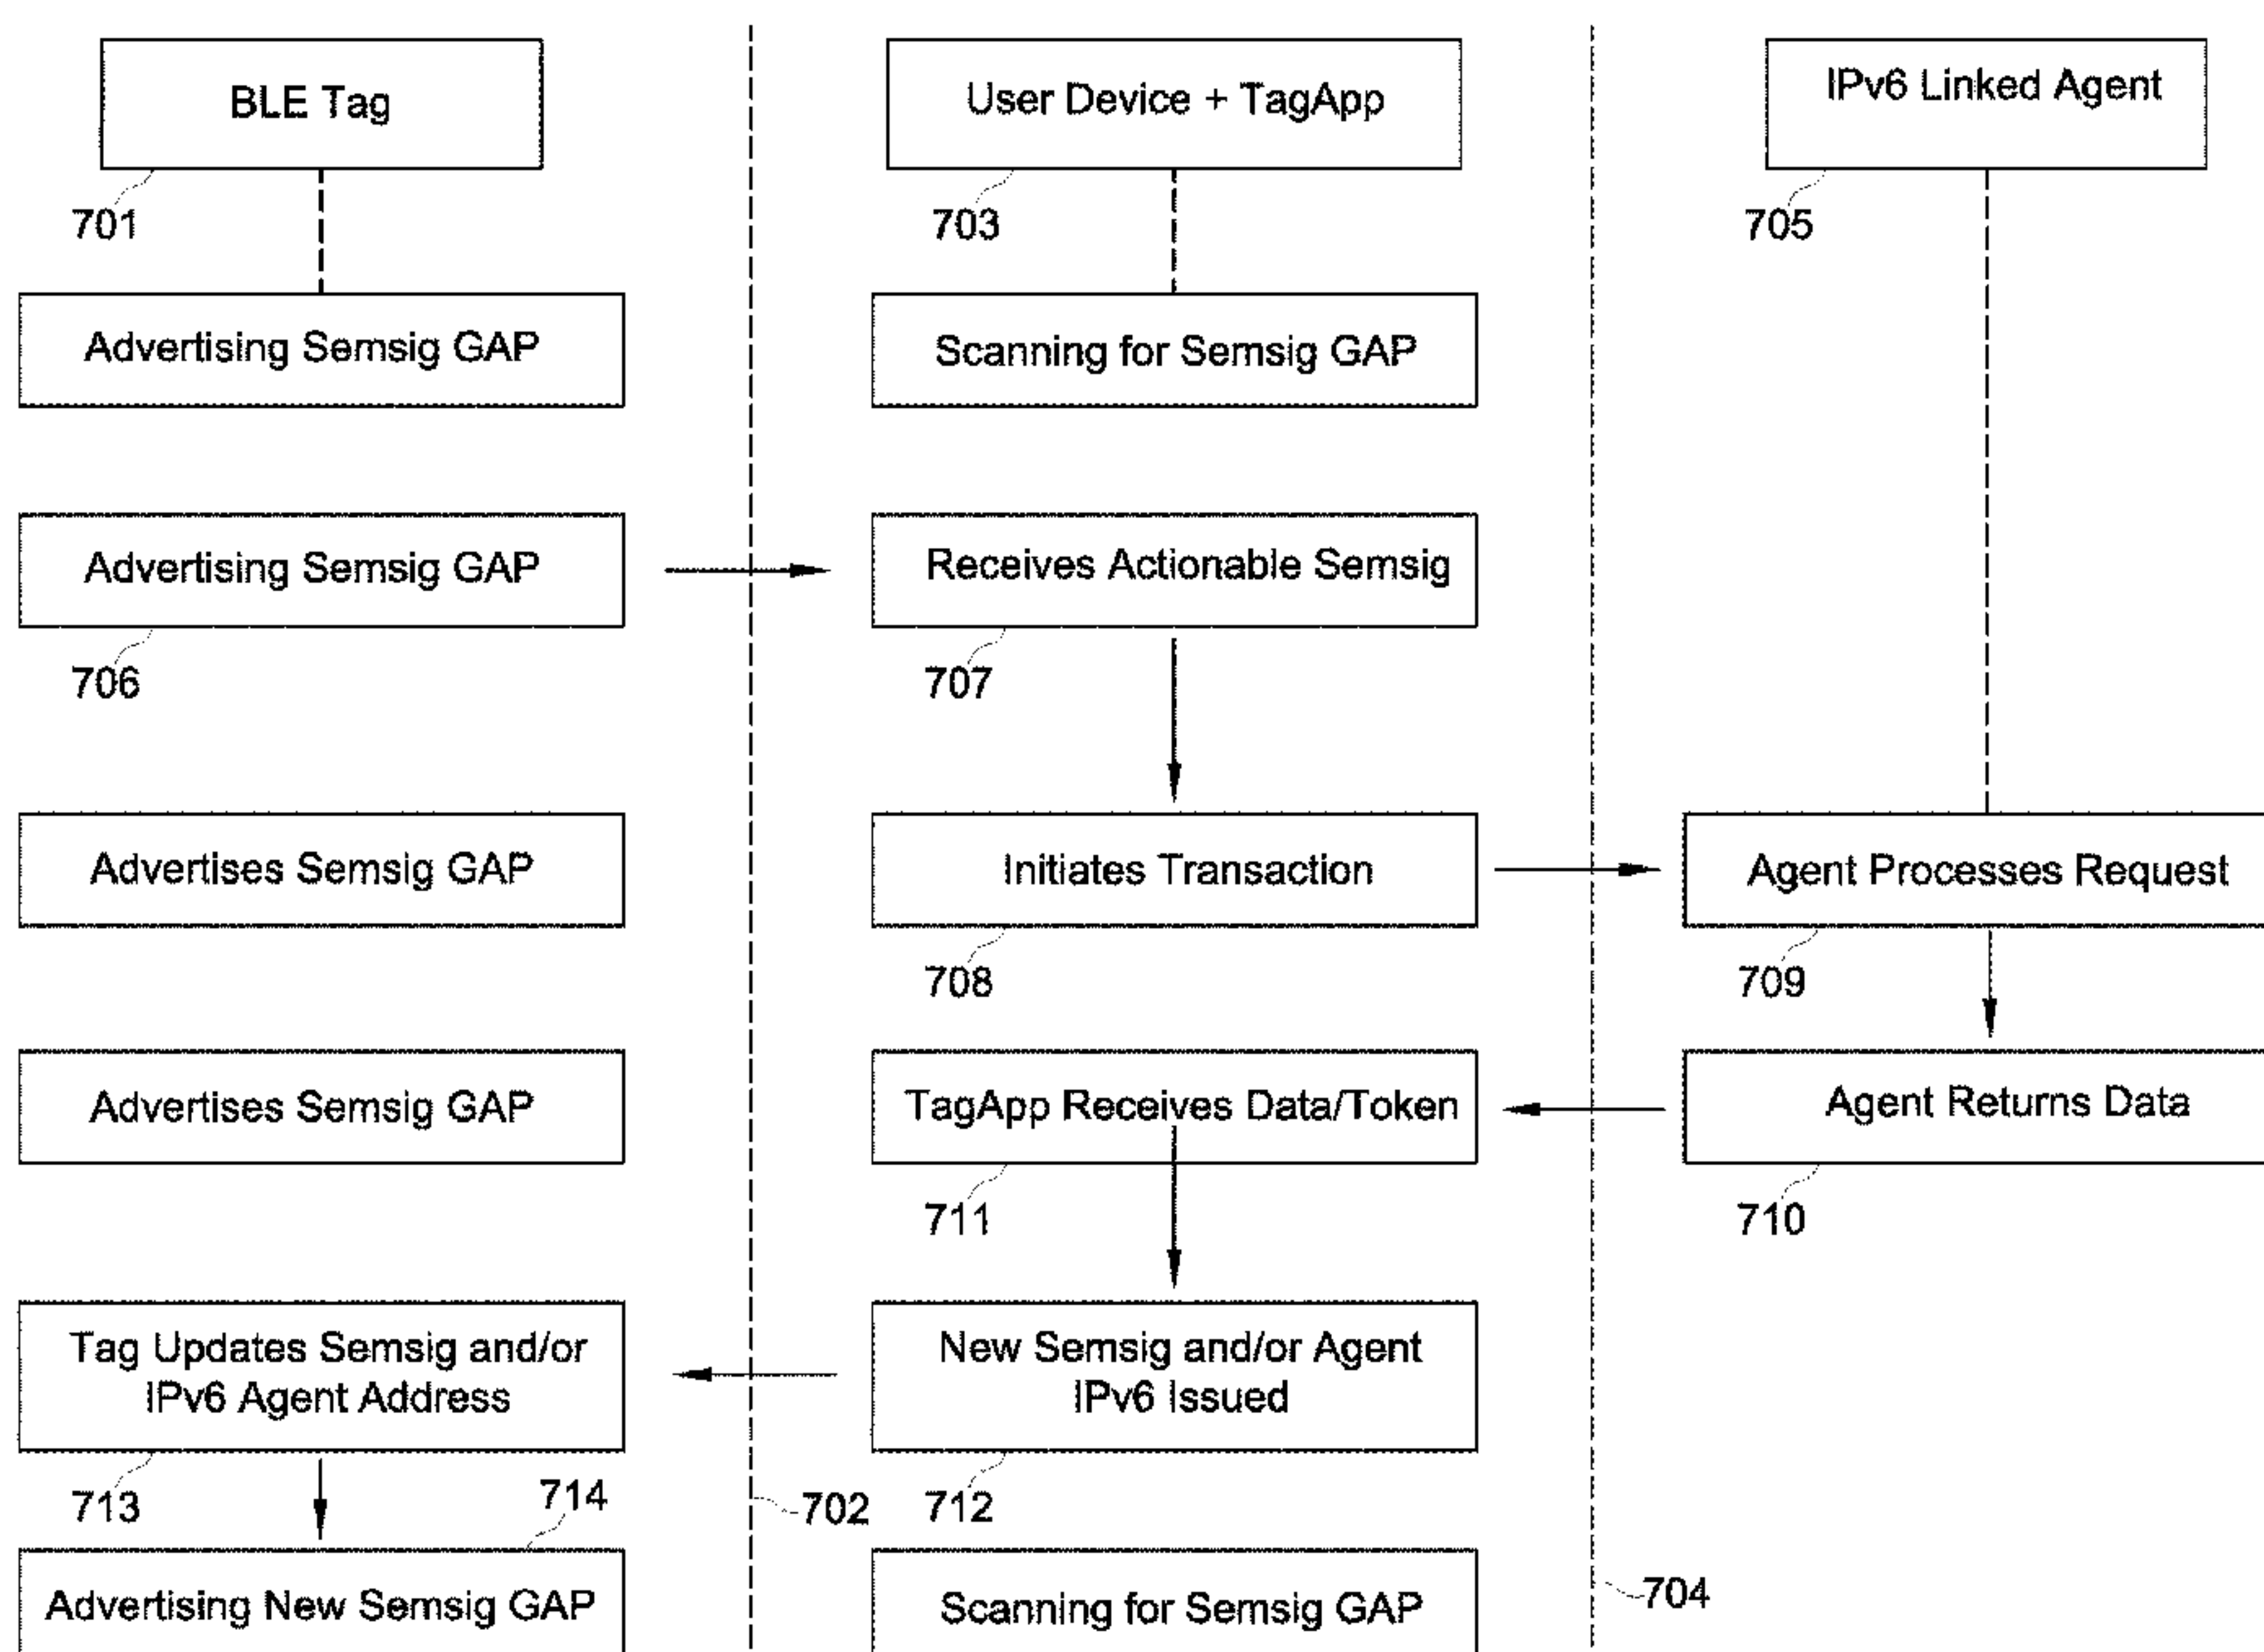 BLE Tag
User Device + TagApp
IPv6 Linked Agent
701
703
705
Advertising Semsig GAP
Scanning for Semsig GAP
Advertising Semsig GAP
Receives Actionable Semsig
706
707
Advertises Semsig GAP
Initiates Transaction
Agent Processes Request
708
709
Advertises Semsig GAP
TagApp Receives Data/Token
Agent Returns Data
711
710
Tag Updates Semsig and/or
IPv6 Agent Address
New Semsig and/or Agent
IPv6 Issued
713
714
702
712
Advertising New Semsig GAP
Scanning for Semsig GAP
704